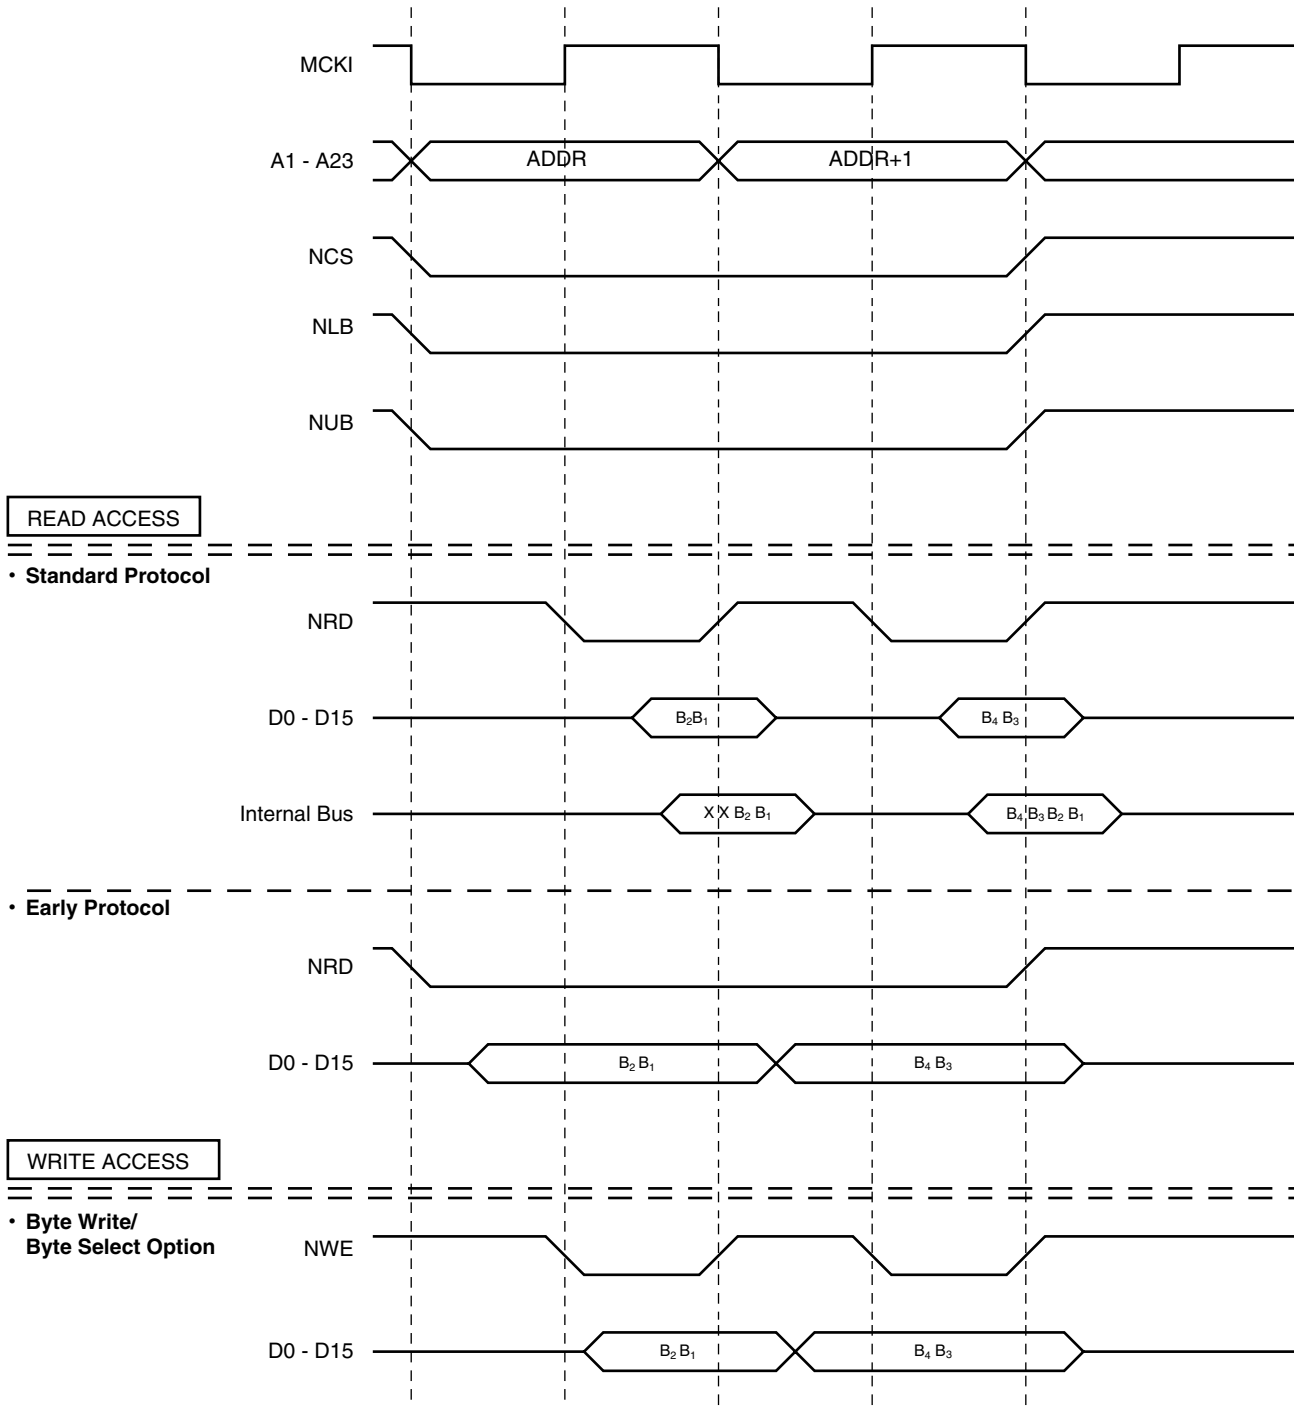 MCKI
A1 - A23 ADDR ADDR+1
NCS
NLB
NUB
READ ACCESS
• Standard Protocol
NRD
D0 - D15 B₂B₁ B₄ B₃
Internal Bus X X B₂ B₁ B₄ B₃ B₂ B₁
• Early Protocol
NRD
D0 - D15 B₂ B₁ B₄ B₃
WRITE ACCESS
• Byte Write/
Byte Select Option NWE
D0 - D15 B₂ B₁ B₄ B₃